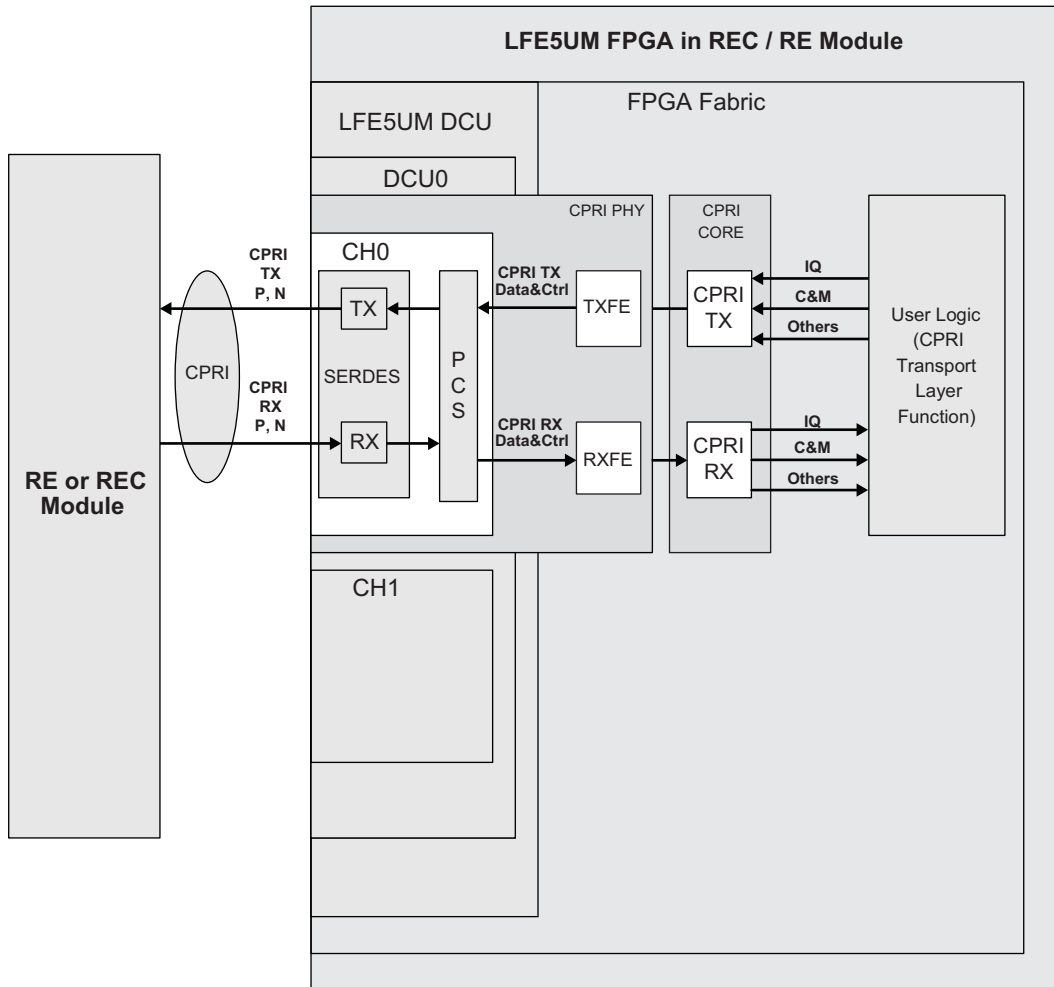 LFE5UM FPGA in REC / RE Module
FPGA Fabric
LFE5UM DCU
DCU0
CPRI PHY
CPRI
CORE
CH0
CPRI
TX
P, N
CPRI
CPRI
RX
P, N
RE or REC
Module
TX
SERDES
RX
P
C
S
CPRI TX
Data&Ctrl
TXFE
CPRI RX
Data&Ctrl
RXFE
CPRI
TX
CPRI
RX
IQ
C&M
Others
IQ
C&M
Others
User Logic
(CPRI
Transport
Layer
Function)
CH1